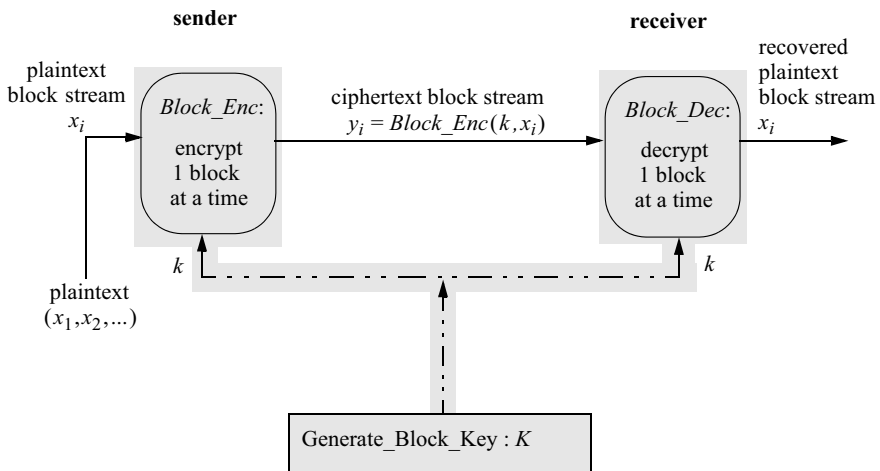 sender
receiver
plaintext
block stream
x_i
Block_Enc:
encrypt
1 block
at a time
ciphertext block stream
y_i = Block_Enc(k,x_i)
Block_Dec:
decrypt
1 block
at a time
recovered
plaintext
block stream
x_i
k
k
plaintext
(x_1,x_2,...)
Generate_Block_Key : K